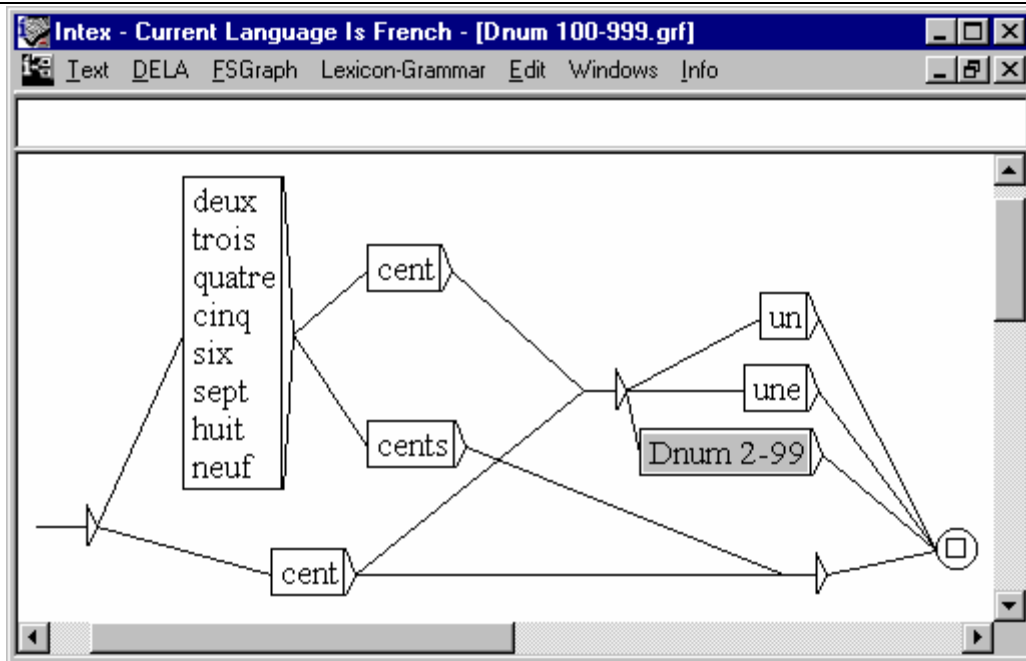 Intex - Current Language Is French - [Dnum 100-999.grf]
Text DELA FSGraph Lexicon-Grammar Edit Windows Info
deux
trois
quatre
cinq
six
sept
huit
neuf
cent
cents
cent
un
une
Dnum 2-99